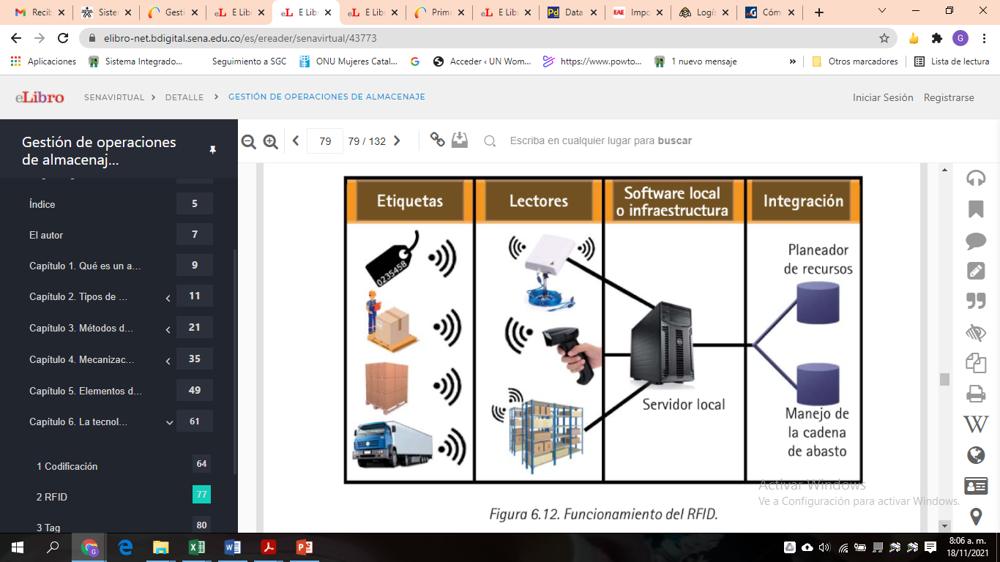 Recib
Sister
Gesti
E Libr
E Libr
E Libr
Primo
E Libr
Data
Impo
Logís
Cóm
elibro-net.bdigital.sena.edu.co/es/ereader/senavirtual/43773
Aplicaciones
Sistema Integrado...
Seguimiento a SGC
ONU Mujeres Catal...
Acceder ‹ UN Wom...
https://www.powto...
1 nuevo mensaje
»
Otros marcadores
Lista de lectura
eLibro
SENAVIRTUAL > DETALLE > GESTIÓN DE OPERACIONES DE ALMACENAJE
Iniciar Sesión
Registrarse
Gestión de operaciones
de almacenaj...
Índice 5
El autor 7
Capítulo 1. Qué es un a... 9
Capítulo 2. Tipos de ... 11
Capítulo 3. Métodos d... 21
Capítulo 4. Mecanizac... 35
Capítulo 5. Elementos d... 49
Capítulo 6. La tecnol... 61
1 Codificación 64
2 RFID 77
3 Tag 80
79
79 / 132
Escriba en cualquier lugar para buscar
Etiquetas
Lectores
Software local
o infraestructura
Integración
0235458
Servidor local
Planeador
de recursos
Manejo de
la cadena
de abasto
Figura 6.12. Funcionamiento del RFID.
Activar Windows
Ve a Configuración para activar Windows.
8:06 a. m.
18/11/2021